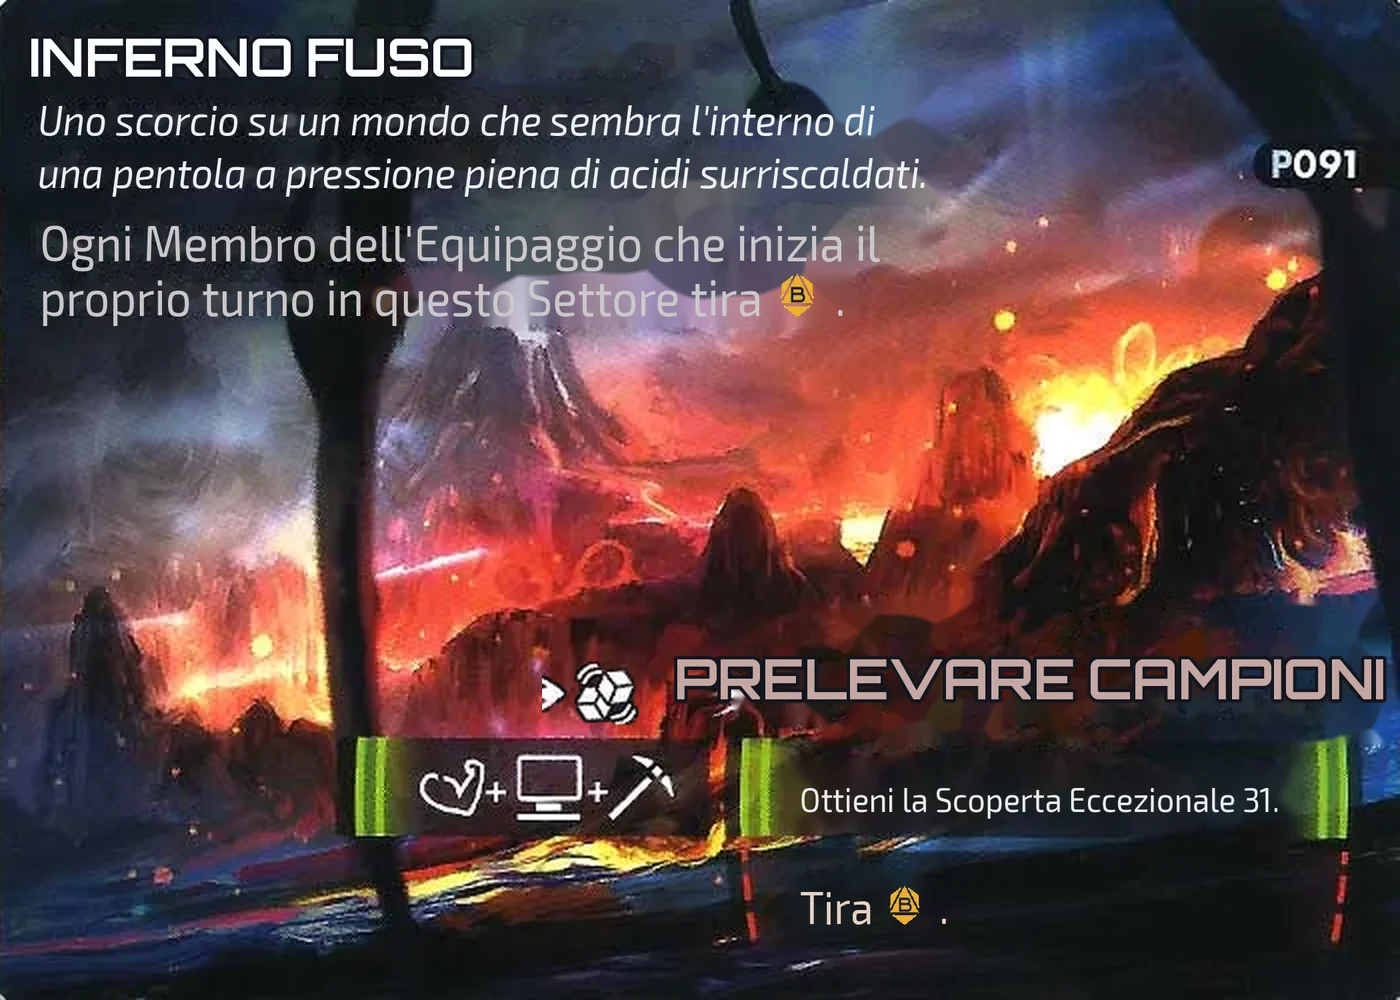 INFERNO FUSO
Uno scorcio su un mondo che sembra l'interno di
una pentola a pressione piena di acidi surriscaldati.
P091
Ogni Membro dell'Equipaggio che inizia il
proprio turno in questo Settore tira B .
PRELEVARE CAMPIONI
+ +
Ottieni la Scoperta Eccezionale 31.
Tira B .